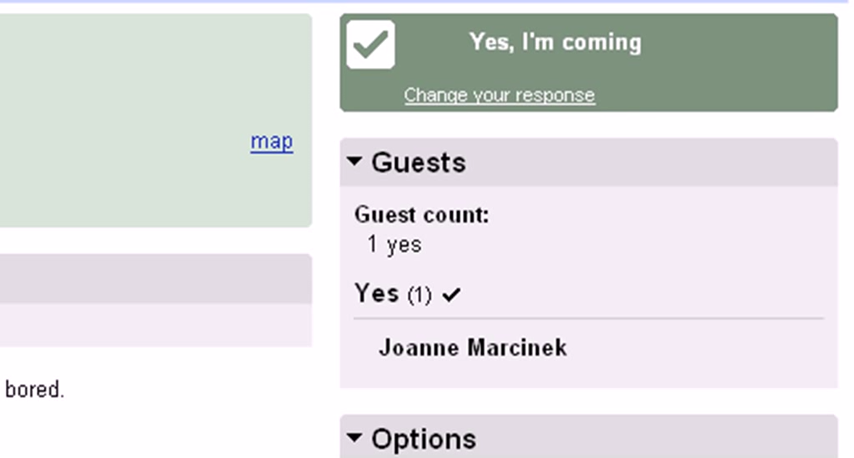 Yes, I'm coming
Change your response
map
Guests
Guest count:
1 yes
Yes (1)
Joanne Marcinek
bored.
Options